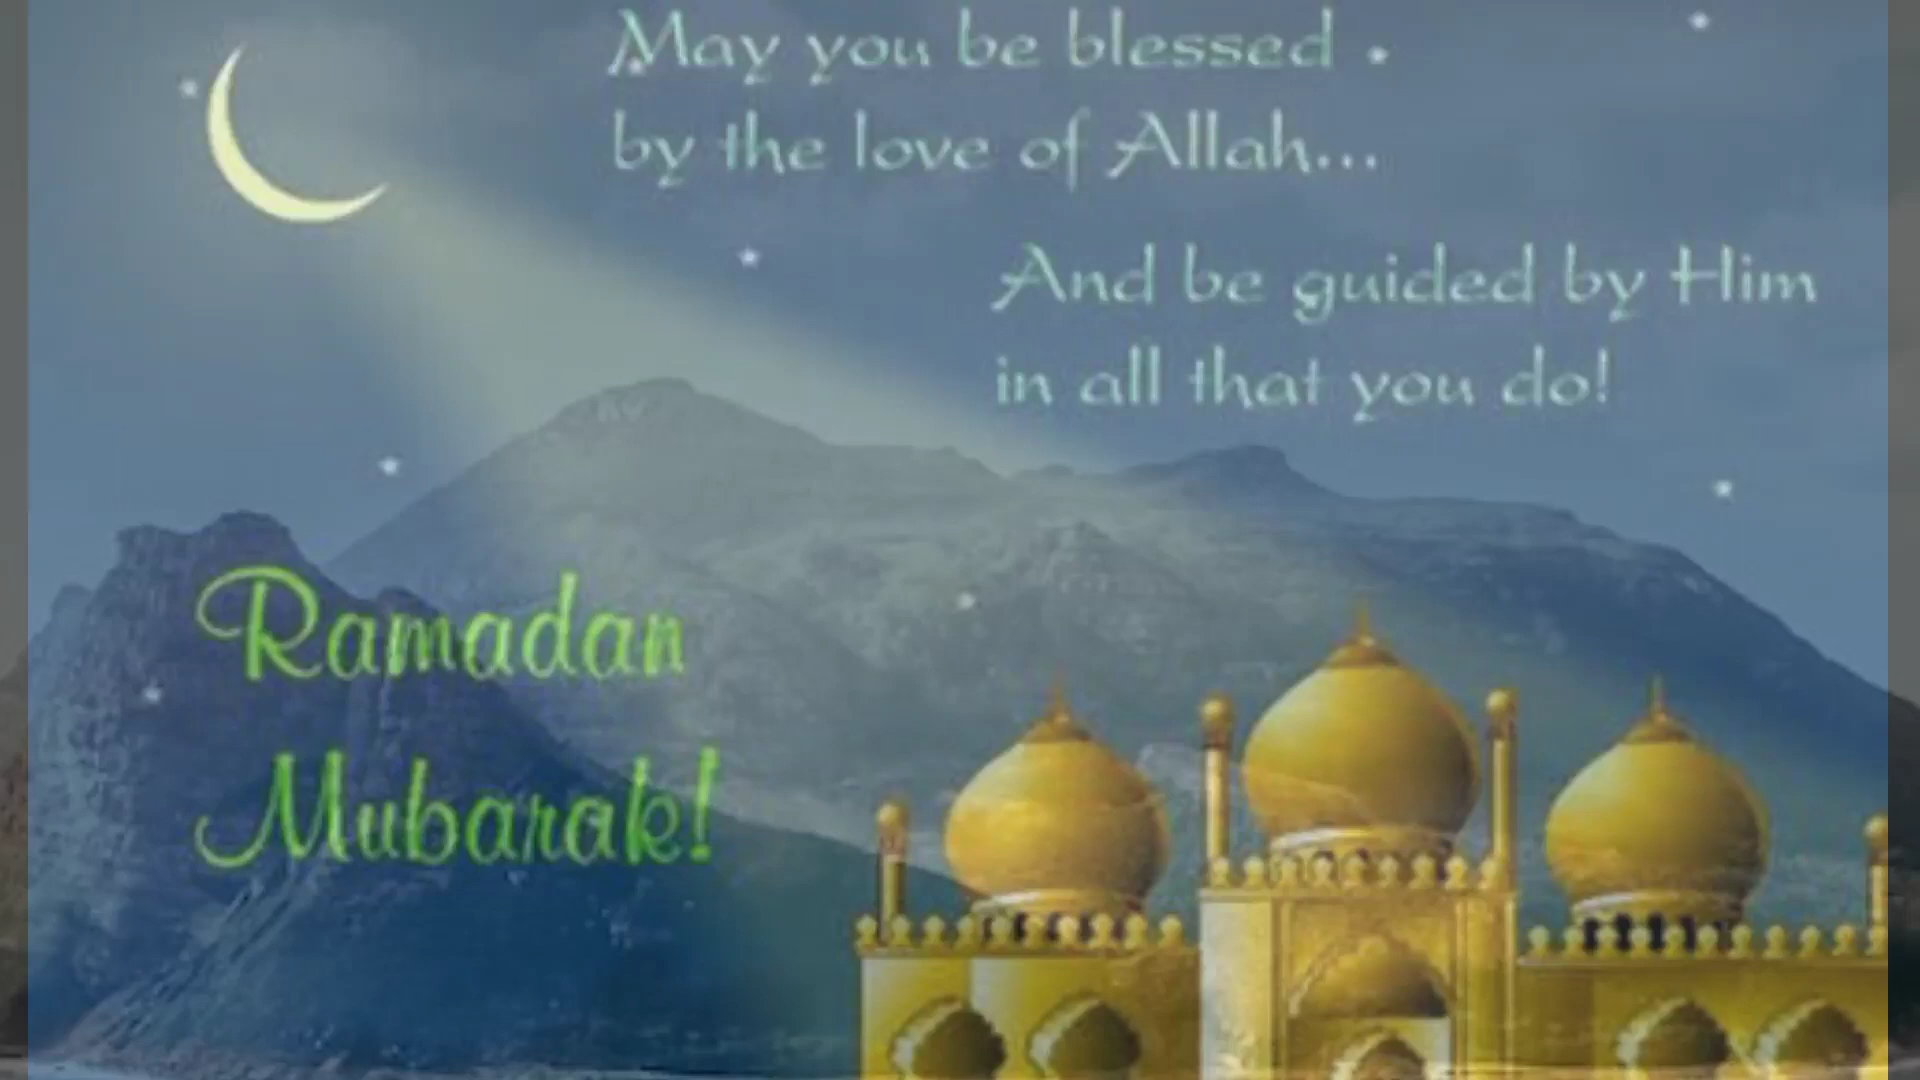 May you be blessed
by the love of Allah...
And be guided by Him
in all that you do!
Ramadan
Mubarak!